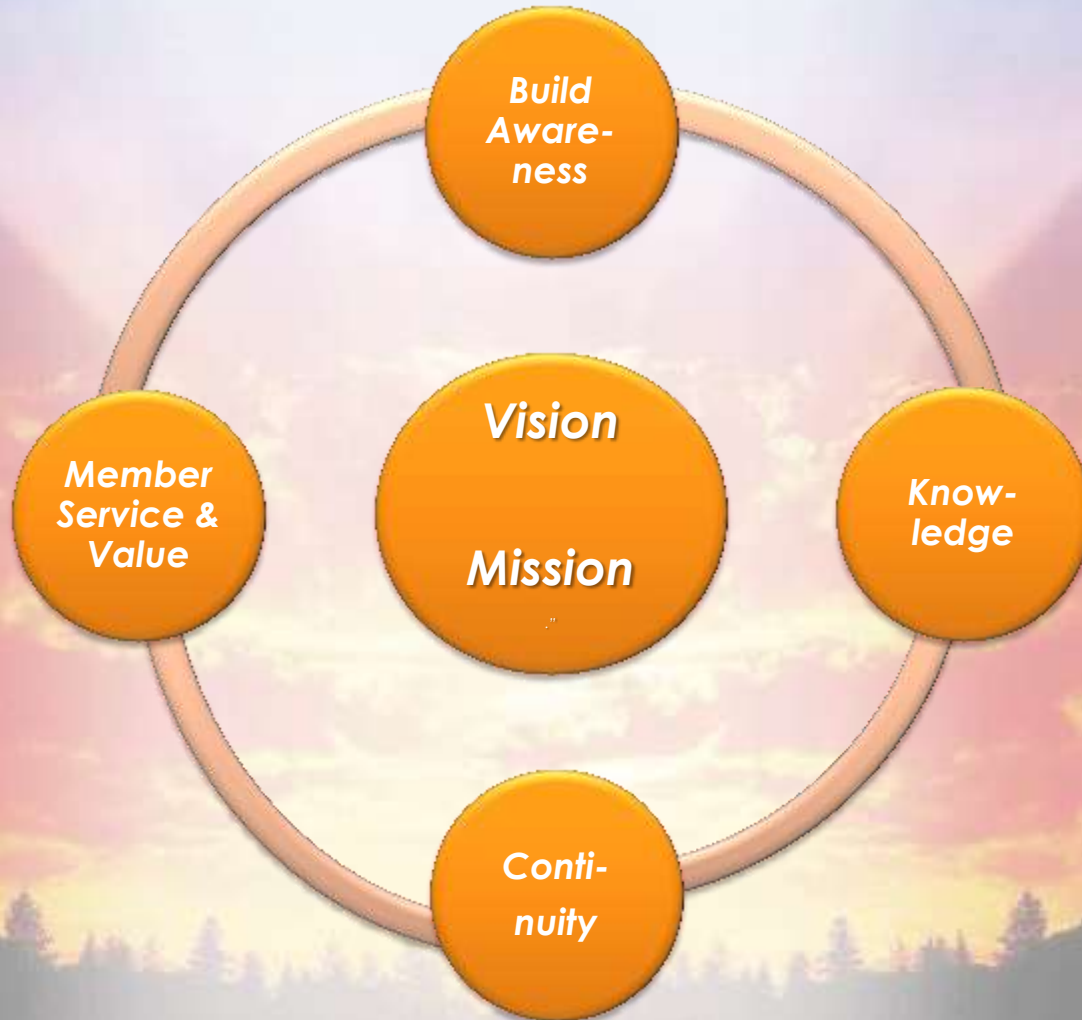 Build
Aware-
ness
Vision
Mission
."
Member
Service &
Value
Know-
ledge
Conti-
nuity